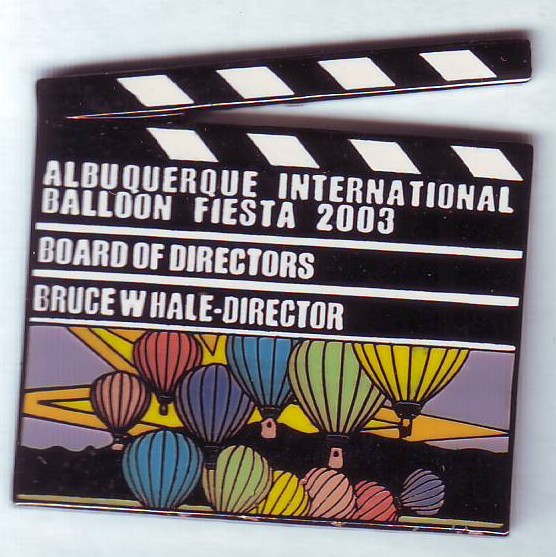 ALBUQUERQUE INTERNATIONAL
BALLOON FIESTA 2003
BOARD OF DIRECTORS
BRUCE W HALE-DIRECTOR